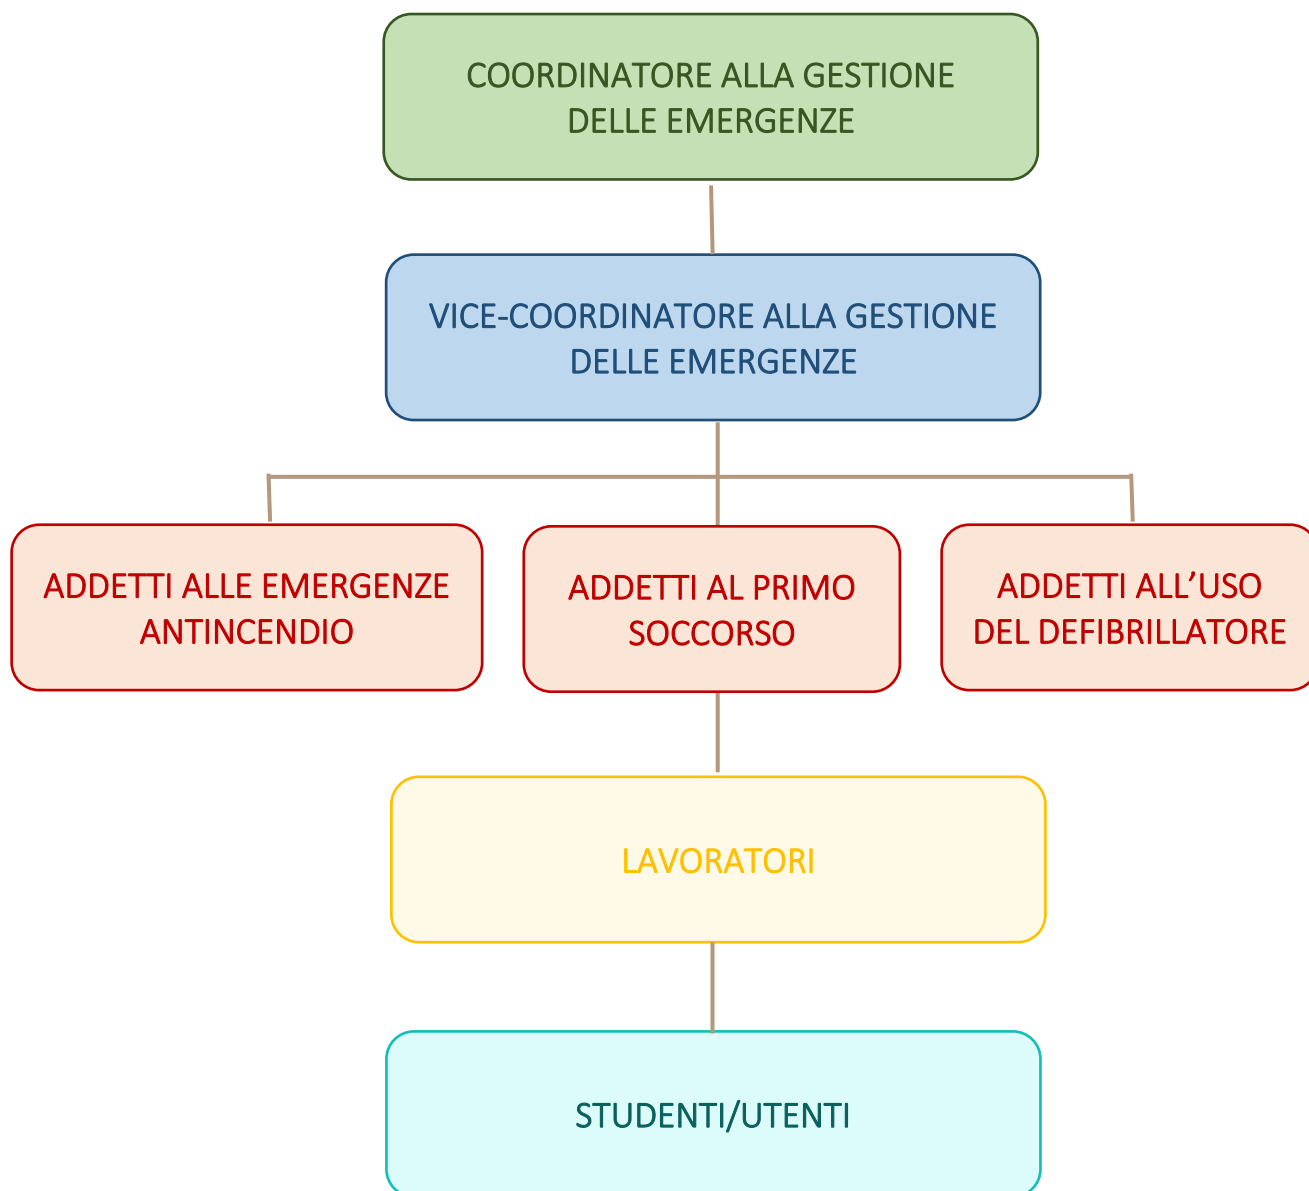 COORDINATORE ALLA GESTIONE
DELLE EMERGENZE
VICE-COORDINATORE ALLA GESTIONE
DELLE EMERGENZE
ADDETTI ALLE EMERGENZE
ANTINCENDIO
ADDETTI AL PRIMO
SOCCORSO
ADDETTI ALL’USO
DEL DEFIBRILLATORE
LAVORATORI
STUDENTI/UTENTI